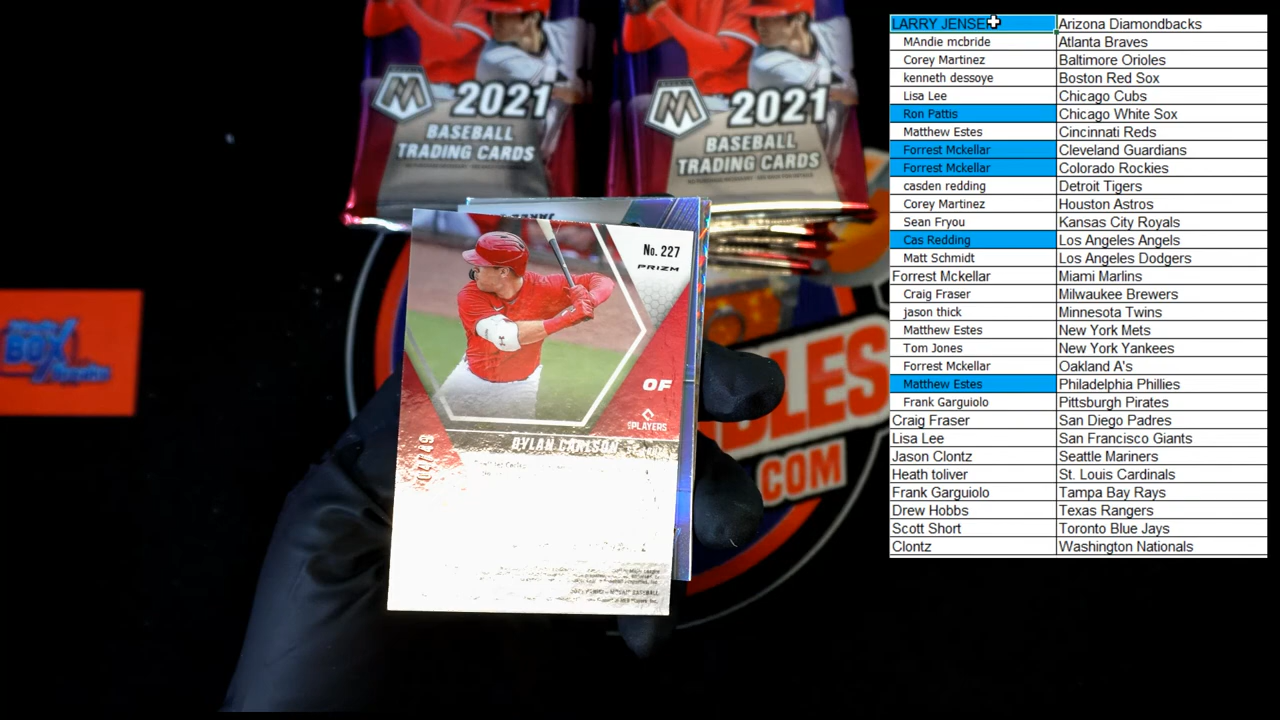 2021
BASEBALL
TRADING CARDS
2021
BASEBALL
TRADING CARDS
No. 227
PRIZM
OF
PLAYERS
DYLAN CARLSON
BOX
.COM
LARRY JENSE Arizona Diamondbacks
MAndie mcbride Atlanta Braves
Corey Martinez Baltimore Orioles
kenneth dessoye Boston Red Sox
Lisa Lee Chicago Cubs
Ron Pattis Chicago White Sox
Matthew Estes Cincinnati Reds
Forrest Mckellar Cleveland Guardians
Forrest Mckellar Colorado Rockies
casden redding Detroit Tigers
Corey Martinez Houston Astros
Sean Fryou Kansas City Royals
Cas Redding Los Angeles Angels
Matt Schmidt Los Angeles Dodgers
Forrest Mckellar Miami Marlins
Craig Fraser Milwaukee Brewers
jason thick Minnesota Twins
Matthew Estes New York Mets
Tom Jones New York Yankees
Forrest Mckellar Oakland A's
Matthew Estes Philadelphia Phillies
Frank Garguiolo Pittsburgh Pirates
Craig Fraser San Diego Padres
Lisa Lee San Francisco Giants
Jason Clontz Seattle Mariners
Heath toliver St. Louis Cardinals
Frank Garguiolo Tampa Bay Rays
Drew Hobbs Texas Rangers
Scott Short Toronto Blue Jays
Clontz Washington Nationals